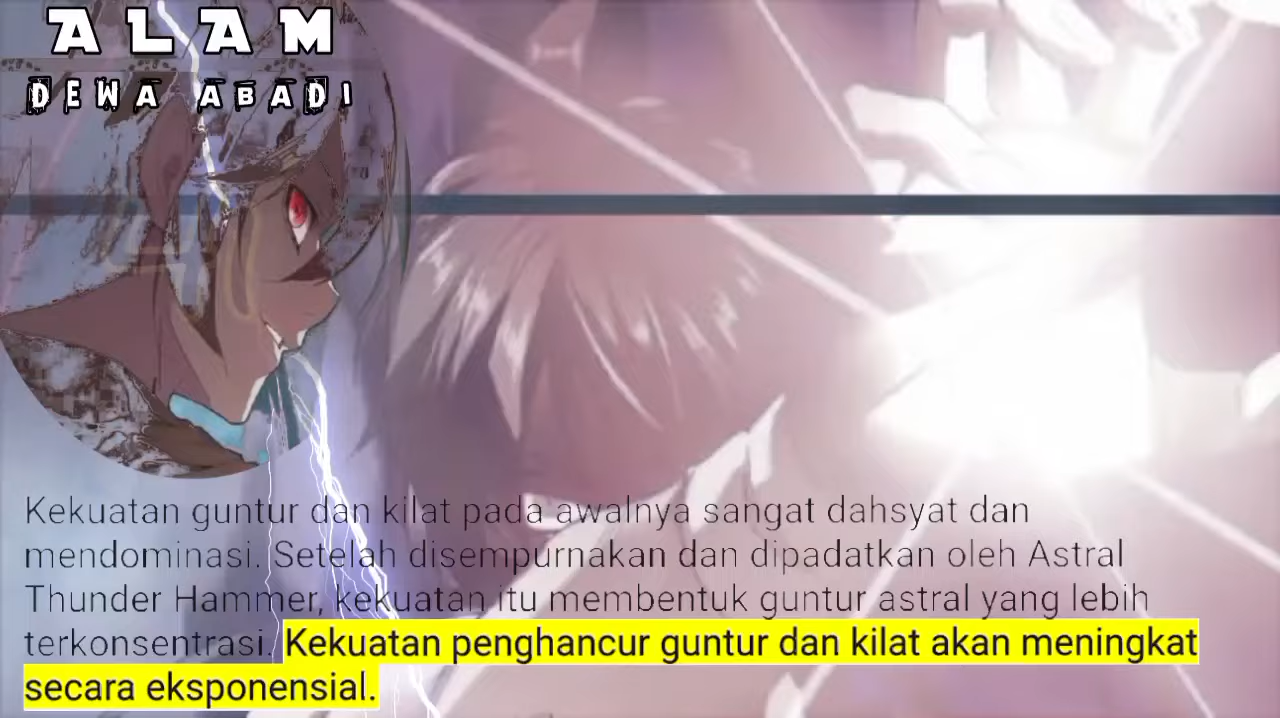 ALAM
DEWA ABADI
Kekuatan guntur dan kilat pada awalnya sangat dahsyat dan
mendominasi. Setelah disempurnakan dan dipadatkan oleh Astral
Thunder Hammer, kekuatan itu membentuk guntur astral yang lebih
terkonsentrasi. Kekuatan penghancur guntur dan kilat akan meningkat
secara eksponensial.